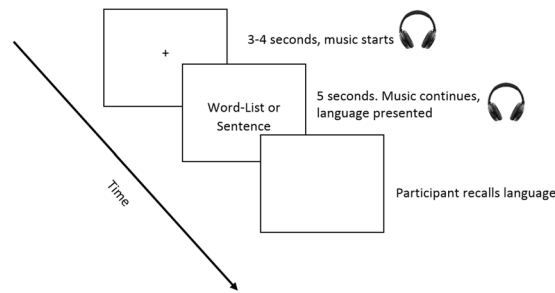 +
3-4 seconds, music starts
Word-List or
Sentence
5 seconds. Music continues,
language presented
Participant recalls language
Time